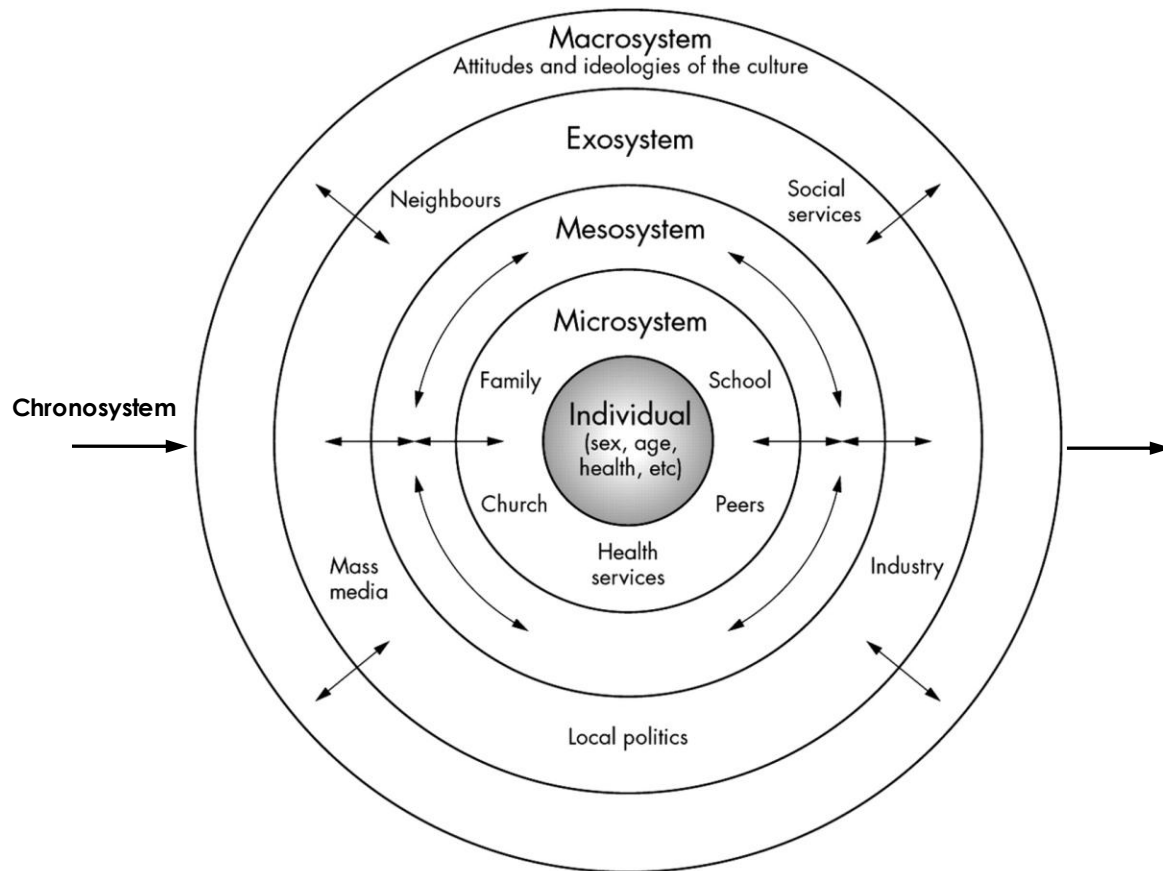 Macrosystem
Attitudes and ideologies of the culture
Exosystem
Neighbours
Social
services
Mesosystem
Microsystem
Family
School
Chronosystem
Individual
(sex, age,
health, etc)
Church
Peers
Health
services
Mass
media
Industry
Local politics